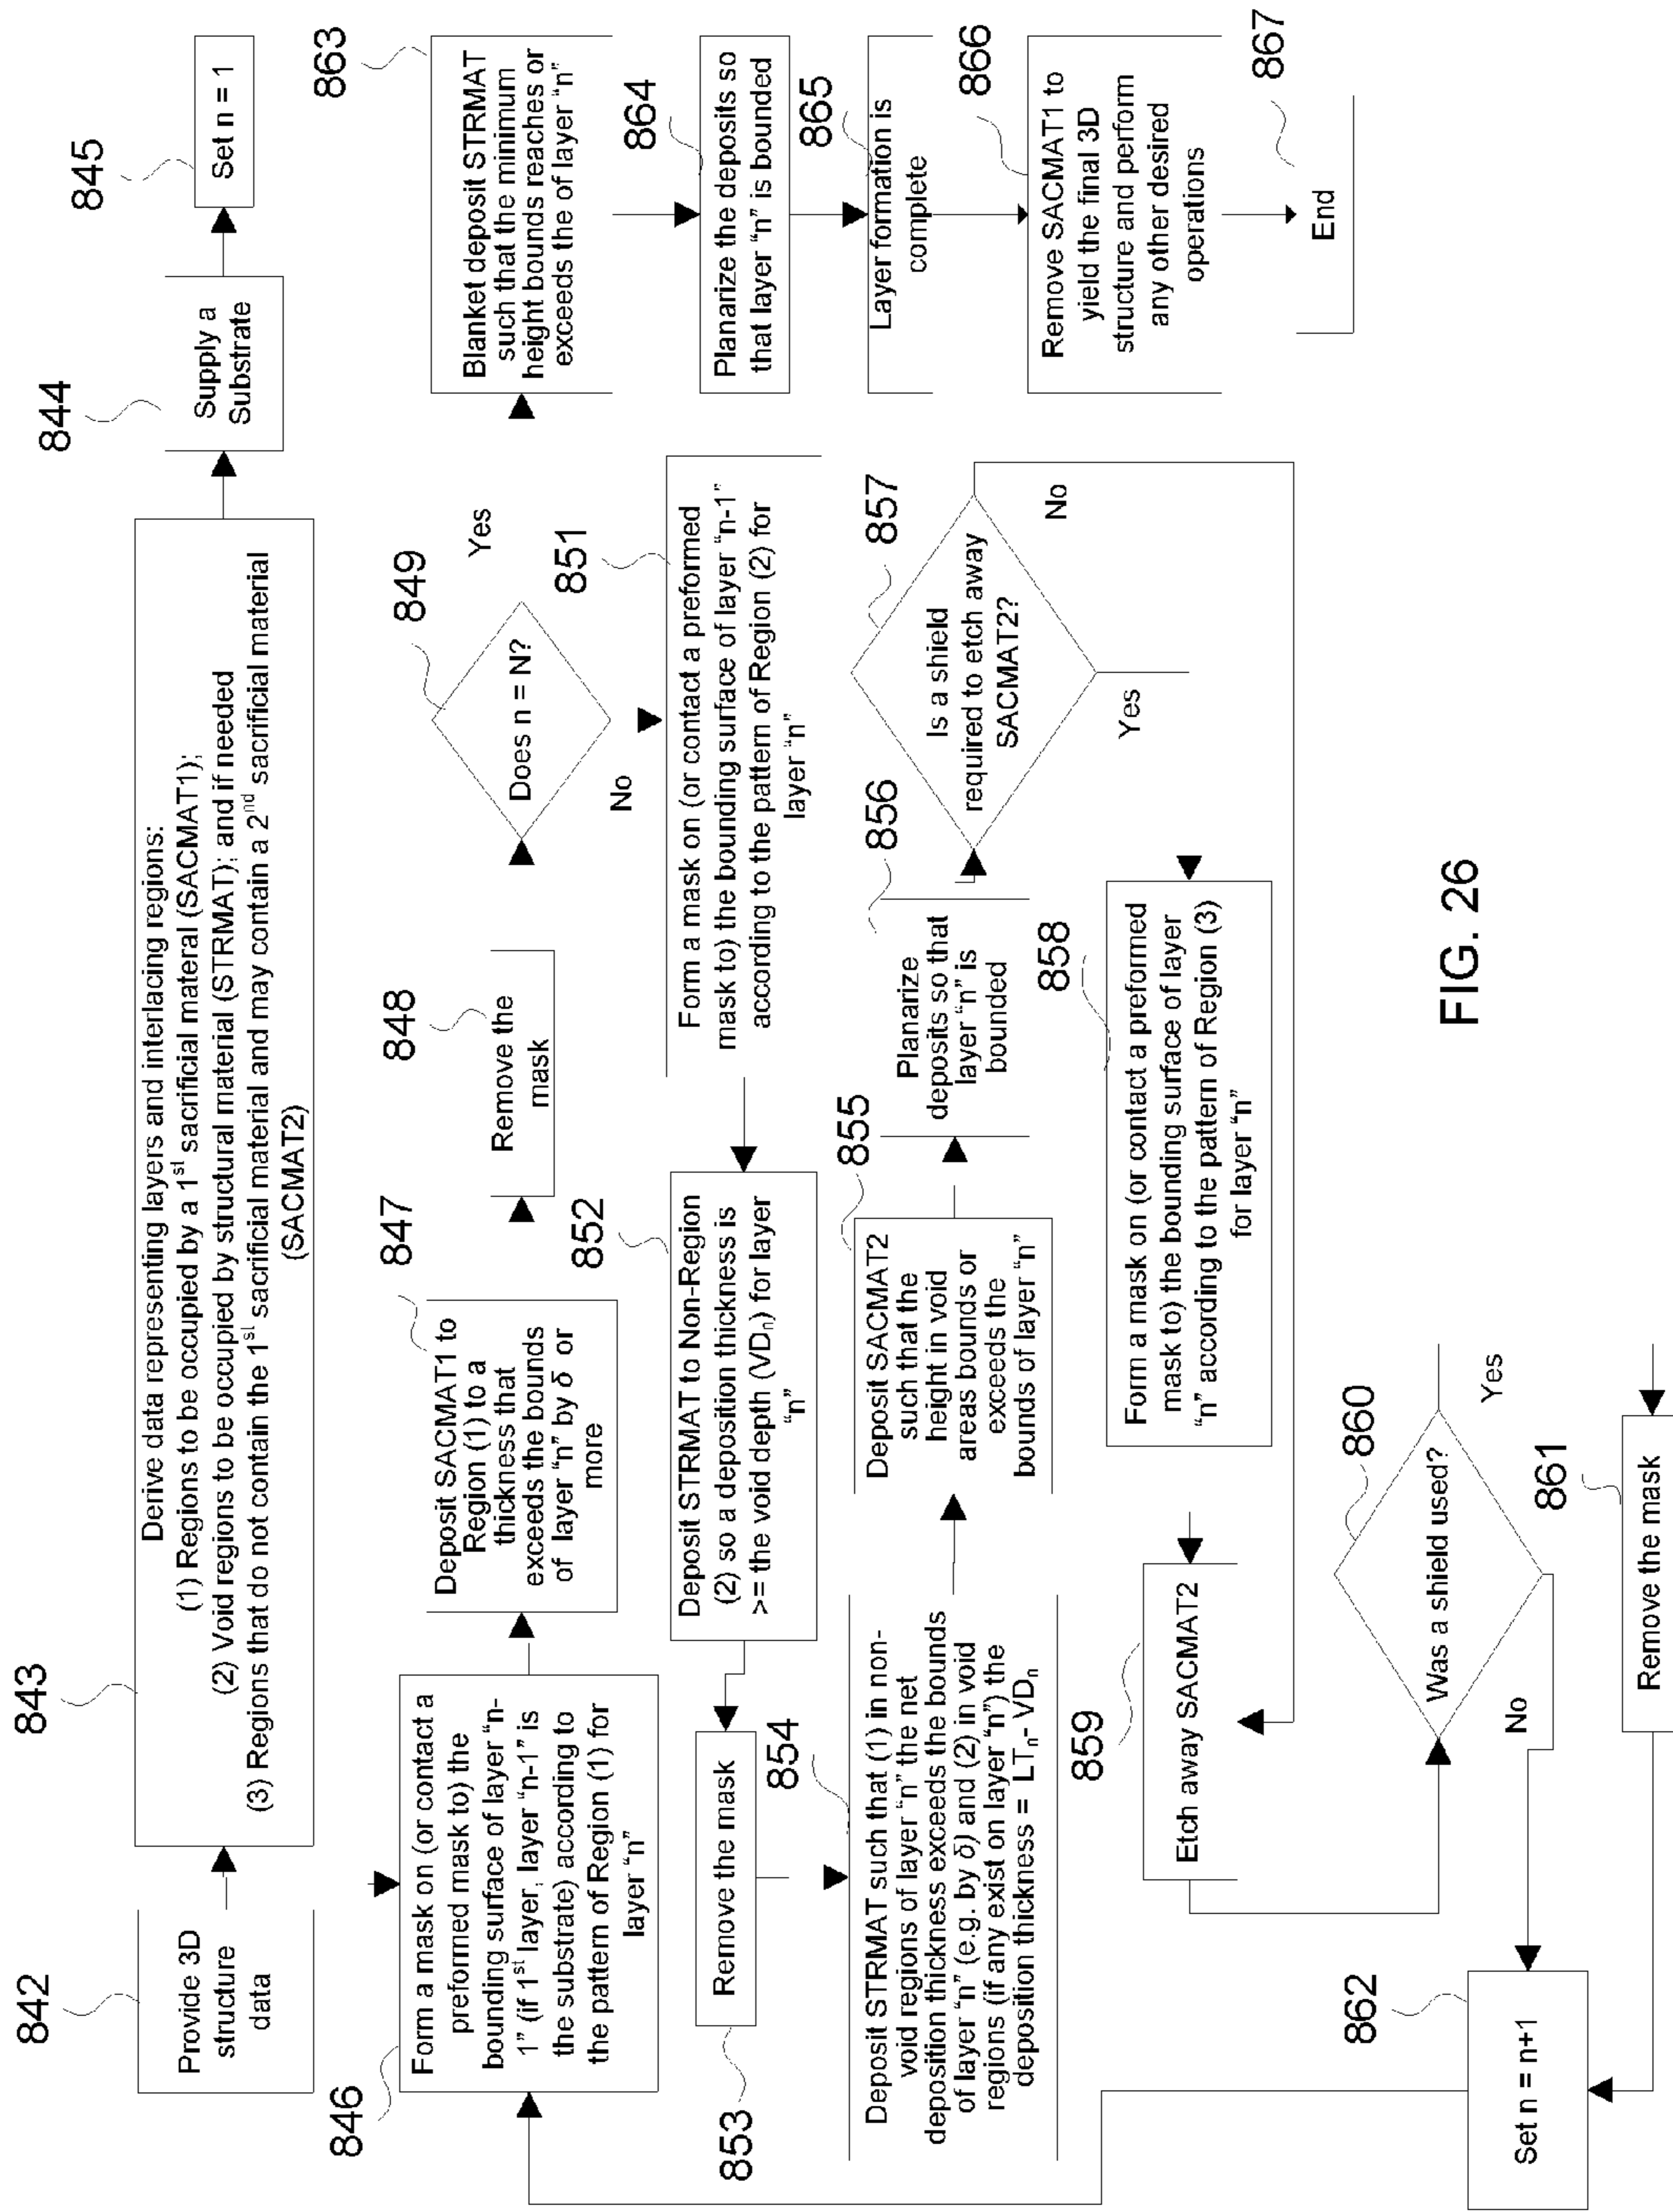 842
Provide 3D
structure
data
843
Derive data representing layers and interlacing regions:
(1) Regions to be occupied by a 1st sacrificial materal (SACMAT1);
(2) Void regions to be occupied by structural material (STRMAT); and if needed
(3) Regions that do not contain the 1st sacrificial material and may contain a 2nd sacrificial material
(SACMAT2)
844
Supply a
Substrate
845
Set n = 1
846
Form a mask on (or contact a
preformed mask to) the
bounding surface of layer "n-
1" (if 1st layer, layer "n-1" is
the substrate) according to
the pattern of Region (1) for
layer "n"
847
Deposit SACMAT1 to
Region (1) to a
thickness that
exceeds the bounds
of layer "n" by δ or
more
848
Remove the
mask
849
Does n = N?
Yes
No
851
Form a mask on (or contact a preformed
mask to) the bounding surface of layer "n-1"
according to the pattern of Region (2) for
layer "n"
852
Deposit STRMAT to Non-Region
(2) so a deposition thickness is
>= the void depth (VDn) for layer
"n"
853
Remove the mask
854
Deposit STRMAT such that (1) in non-
void regions of layer "n" the net
deposition thickness exceeds the bounds
of layer "n" (e.g. by δ) and (2) in void
regions (if any exist on layer "n") the
deposition thickness = LTn- VDn
855
Deposit SACMAT2
such that the
height in void
areas bounds or
exceeds the
bounds of layer "n"
856
Planarize
deposits so that
layer "n" is
bounded
857
Is a shield
required to etch away
SACMAT2?
No
Yes
858
Form a mask on (or contact a preformed
mask to) the bounding surface of layer
"n" according to the pattern of Region (3)
for layer "n"
859
Etch away SACMAT2
860
Was a shield used?
Yes
No
861
Remove the mask
862
Set n = n+1
863
Blanket deposit STRMAT
such that the minimum
height bounds reaches or
exceeds the of layer "n"
864
Planarize the deposits so
that layer "n" is bounded
865
Layer formation is
complete
866
Remove SACMAT1 to
yield the final 3D
structure and perform
any other desired
operations
867
End
FIG. 26